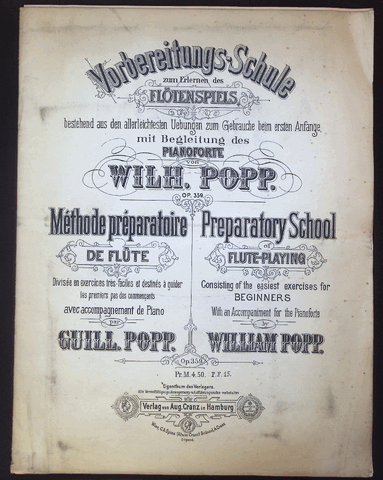 Vorbereitungs-Schule
zum Erlernen des
FLÖTENSPIELS,
bestehend aus den allerleichtesten Uebungen zum Gebrauche beim ersten Anfange,
mit Begleitung des
PIANOFORTE
von
WILH. POPP.
OP. 359.
Méthode préparatoire
DE FLÛTE
Divisée en exercices très-faciles et destinés à guider
les premiers pas des commençants
avec accompagnement de Piano
par
GUILL. POPP.
Preparatory School
of
FLUTE-PLAYING
Consisting of the easiest exercises for
BEGINNERS
With an Accompaniment for the Pianoforte
by
WILLIAM POPP.
Op. 359.
Pr. M. 4.50.
Eigenthum des Verlegers.
Verlag von Aug. Cranz in Hamburg
Wien, C.A. Spina